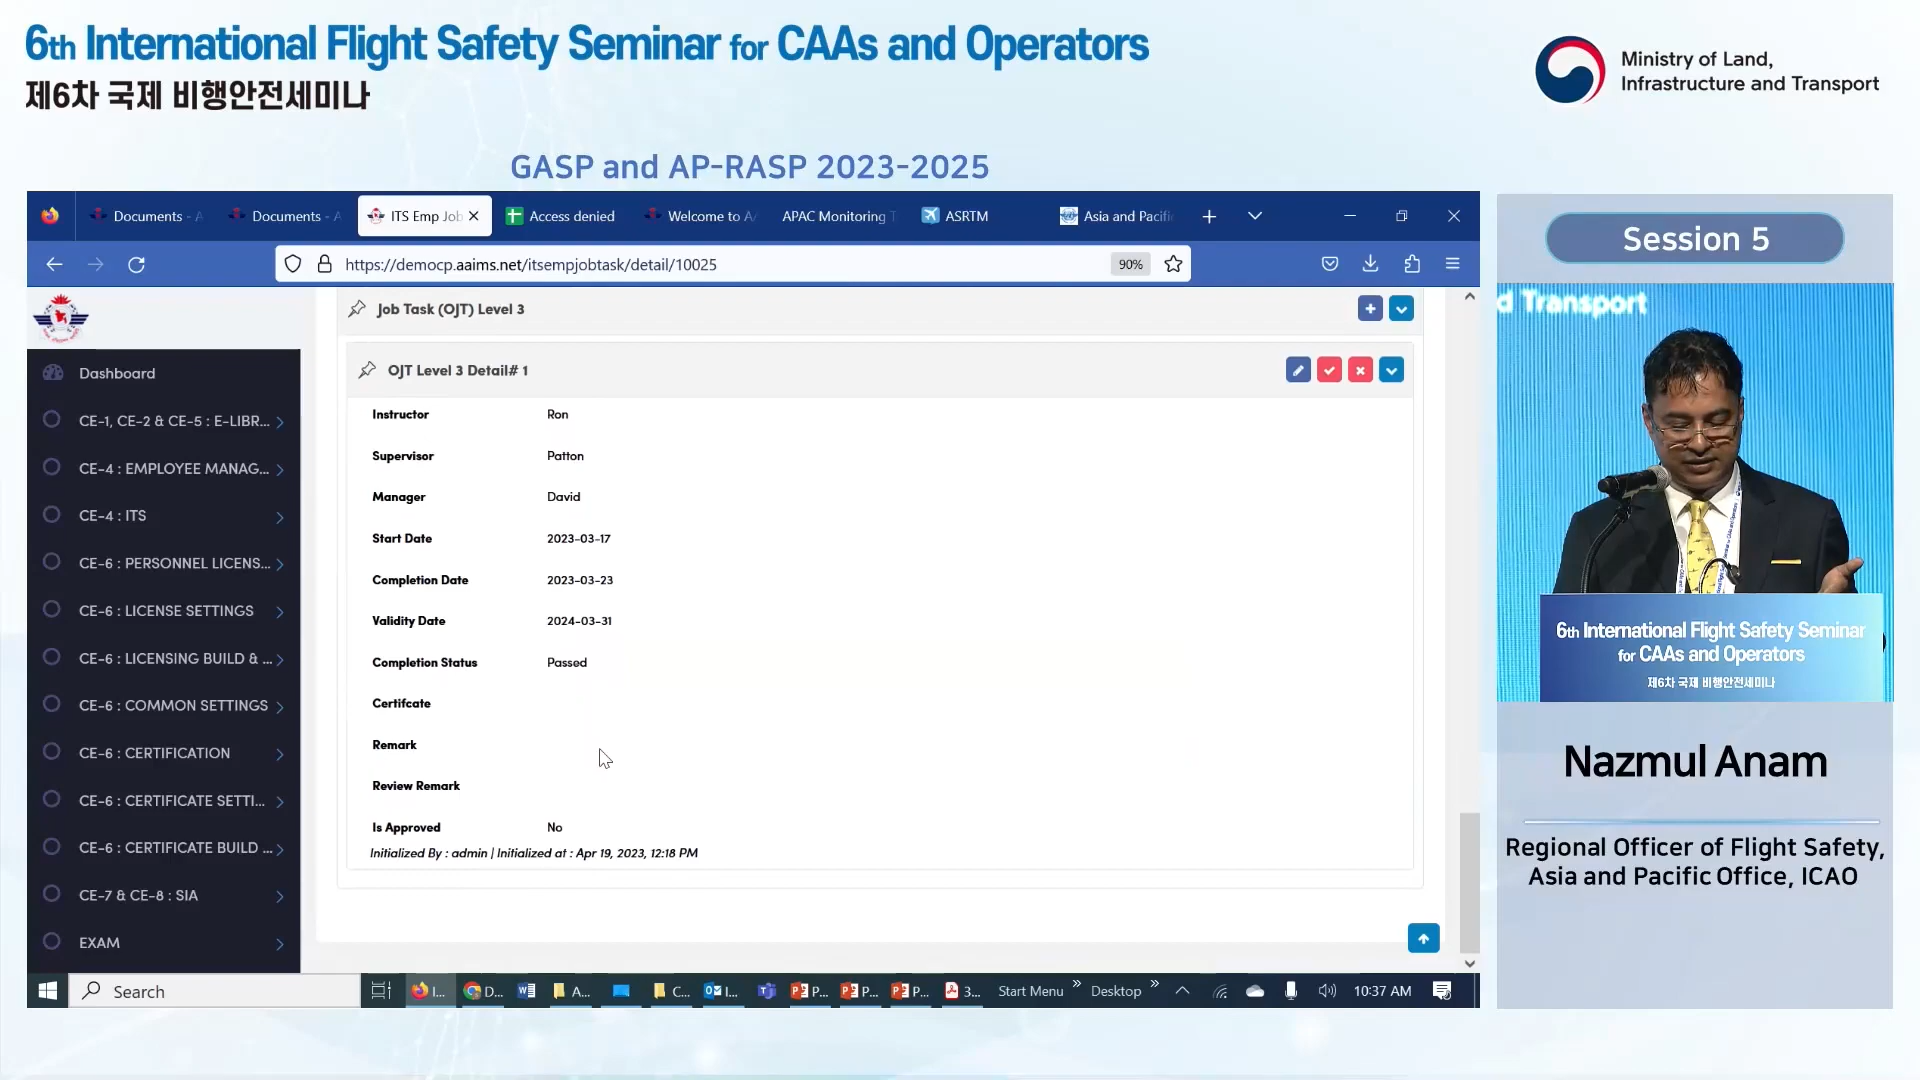 6th International Flight Safety Seminar for CAAs and Operators
제6차 국제 비행안전세미나
Ministry of Land,
Infrastructure and Transport
GASP and AP-RASP 2023-2025
Documents - A
Documents - A
ITS Emp Job
Access denied
Welcome to A
APAC Monitoring T
ASRTM
Asia and Pacifi
https://democp.aaims.net/itsempjobtask/detail/10025
90%
Session 5
Job Task (OJT) Level 3
OJT Level 3 Detail# 1
Dashboard
CE-1, CE-2 & CE-5 : E-LIBR...
CE-4 : EMPLOYEE MANAG...
CE-4 : ITS
CE-6 : PERSONNEL LICENS...
CE-6 : LICENSE SETTINGS
CE-6 : LICENSING BUILD & ...
CE-6 : COMMON SETTINGS
CE-6 : CERTIFICATION
CE-6 : CERTIFICATE SETTI...
CE-6 : CERTIFICATE BUILD ...
CE-7 & CE-8 : SIA
EXAM
Instructor Ron
Supervisor Patton
Manager David
Start Date 2023-03-17
Completion Date 2023-03-23
Validity Date 2024-03-31
Completion Status Passed
Certifcate
Remark
Review Remark
Is Approved No
Initialized By : admin | Initialized at : Apr 19, 2023, 12:18 PM
d Transport
6th International Flight Safety Seminar
for CAAs and Operators
제6차 국제 비행안전세미나
Nazmul Anam
Regional Officer of Flight Safety,
Asia and Pacific Office, ICAO
Search
I...
D...
A...
C...
I...
P...
P...
P...
3...
Start Menu
Desktop
10:37 AM